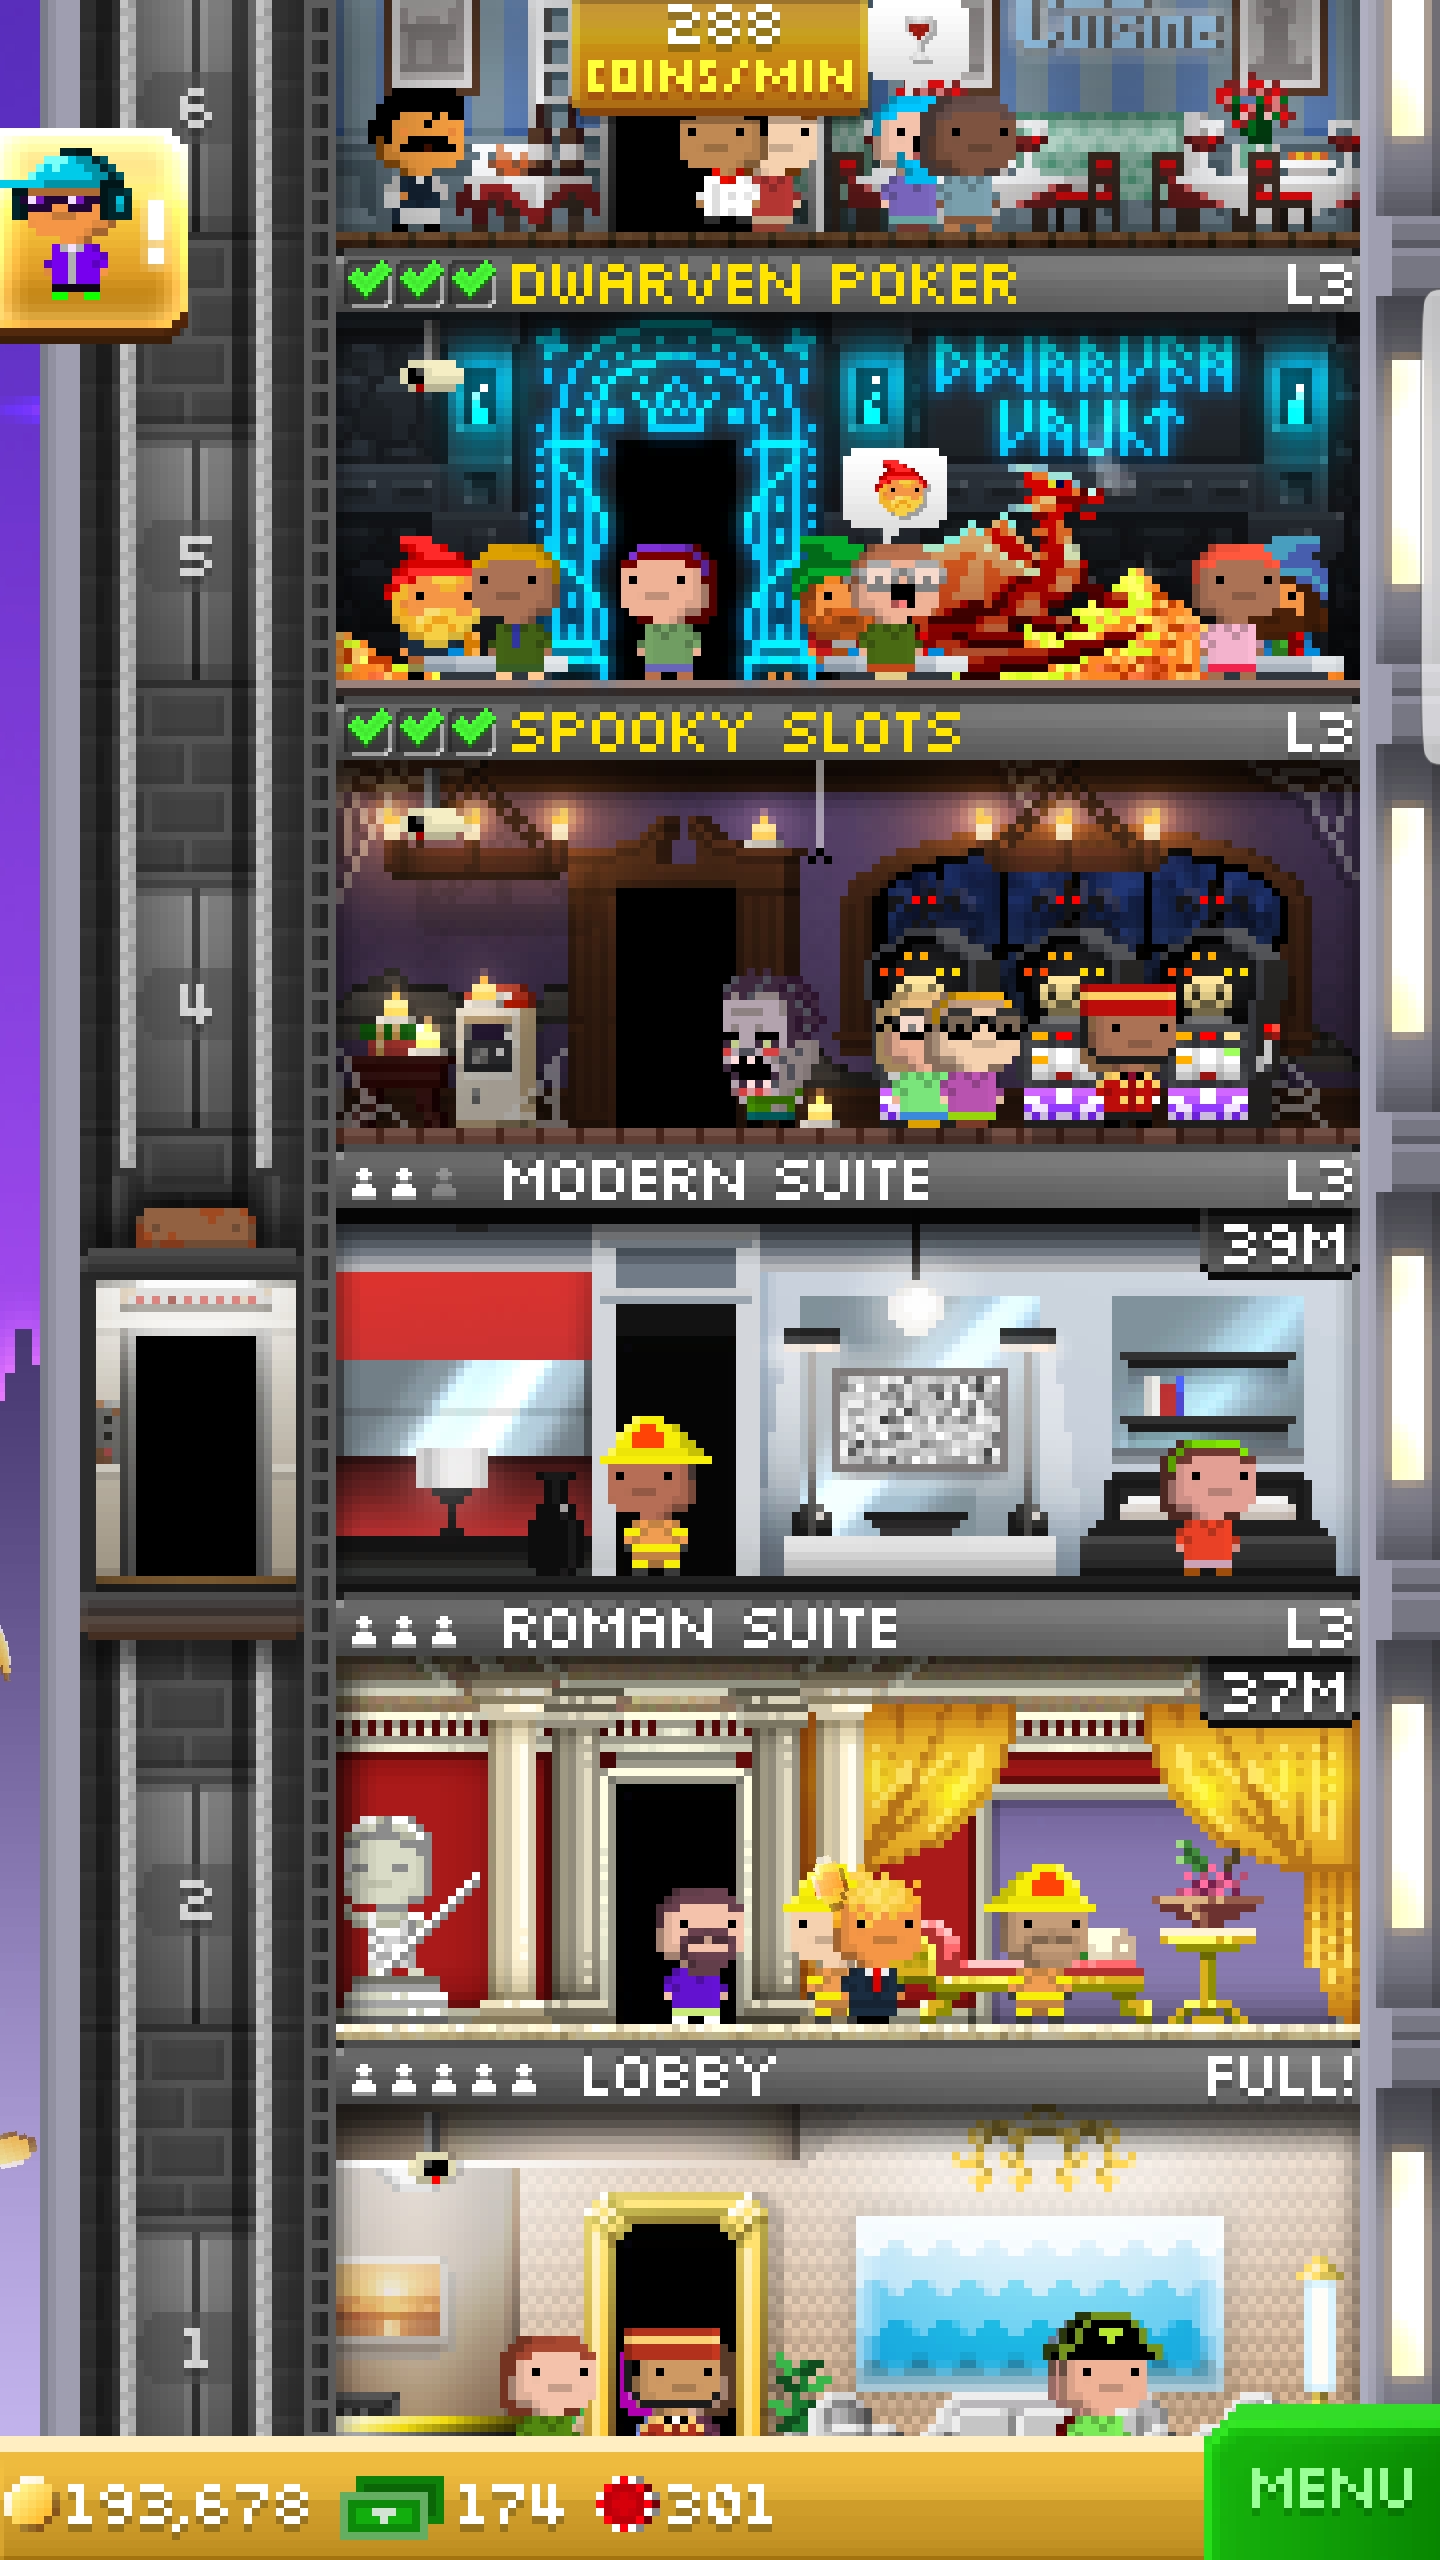 288
COINS/MIN
Cuisine
6
!
DWARVEN POKER L3
DWARVEN
VAULT
5
SPOOKY SLOTS L3
4
MODERN SUITE L3
39M
ROMAN SUITE L3
37M
2
LOBBY FULL!
1
193,678 174 301
MENU